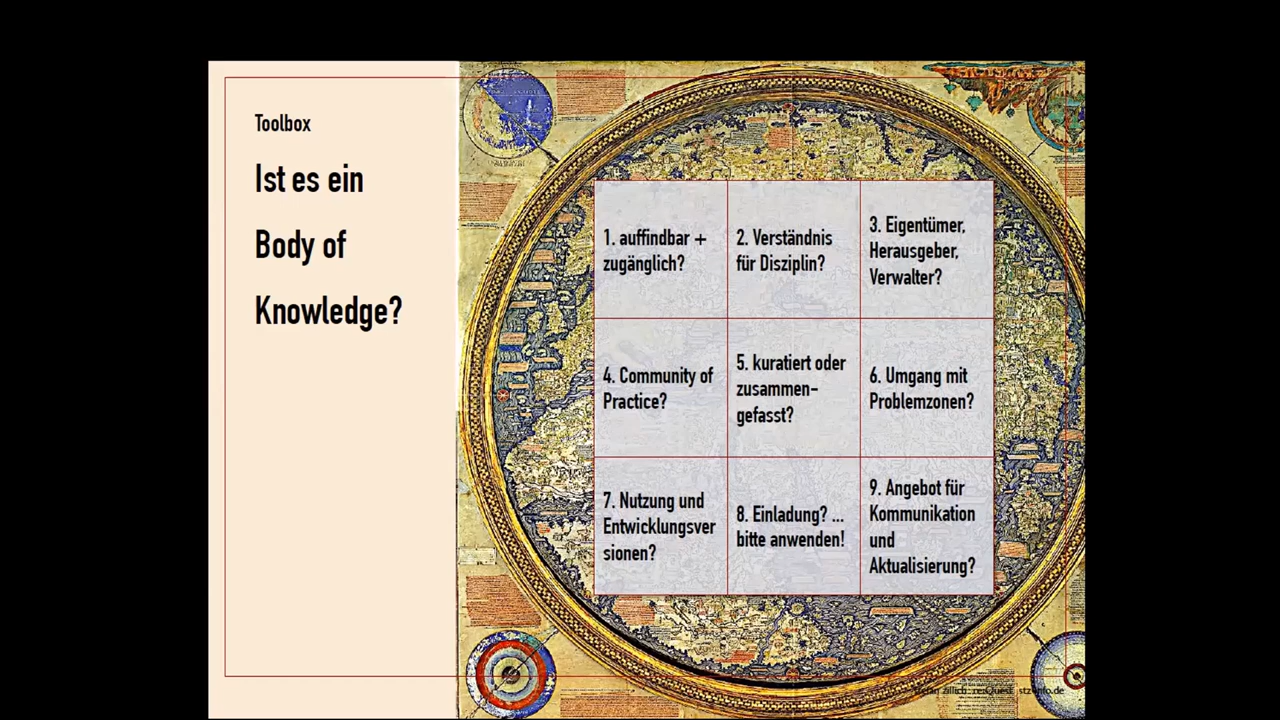 Toolbox
Ist es ein
Body of
Knowledge?
1. auffindbar +
zugänglich?
2. Verständnis
für Disziplin?
3. Eigentümer,
Herausgeber,
Verwalter?
4. Community of
Practice?
5. kuratiert oder
zusammen-
gefasst?
6. Umgang mit
Problemzonen?
7. Nutzung und
Entwicklungsver
sionen?
8. Einladung? ...
bitte anwenden!
9. Angebot für
Kommunikation
und
Aktualisierung?